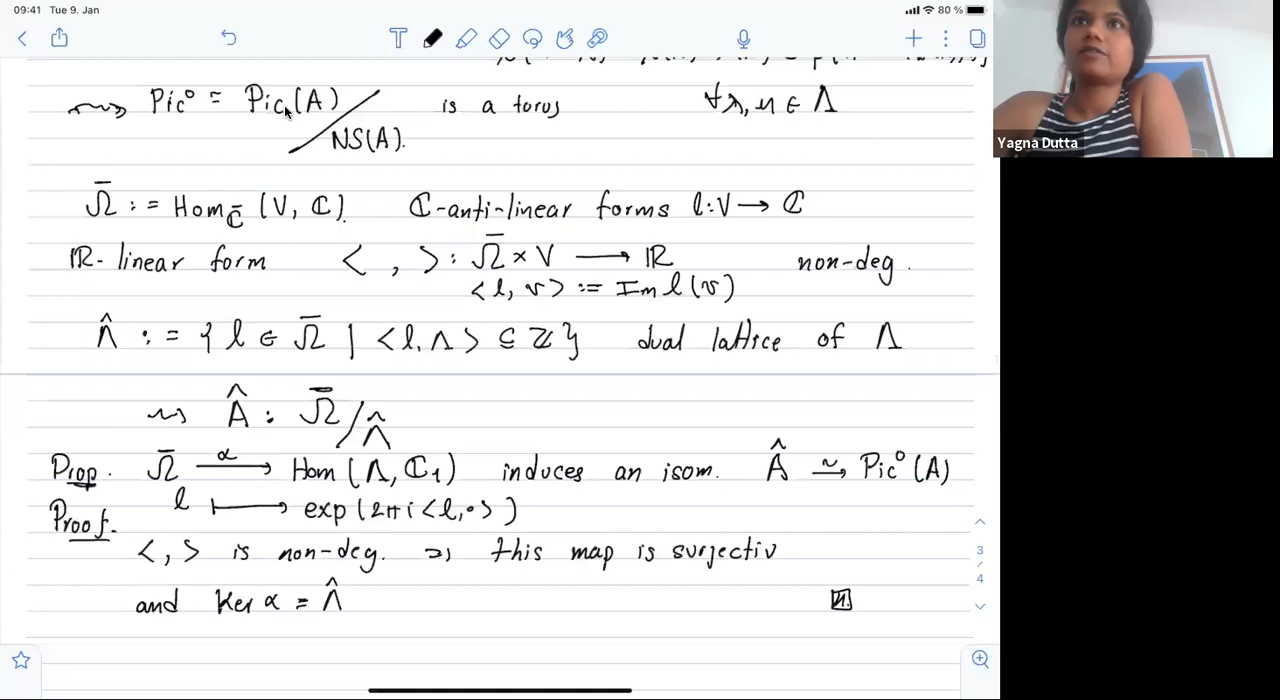 09:41 Tue 9. Jan
80 %
⇝ Pic⁰ = Pic(A) / NS(A). is a torus ∀ λ, μ ∈ Λ
Ω̄ := Hom_C̄ (V, ℂ). ℂ-anti-linear forms l: V → ℂ
ℝ-linear form < , > : Ω̄ × V → ℝ non-deg.
<l, v> := Im l(v)
Λ̂ := { l ∈ Ω̄ | <l, Λ> ⊆ ℤ } dual lattice of Λ
⇝ Â : Ω̄ / Λ̂
Prop. Ω̄ —α→ Hom (Λ, ℂ₁) induces an isom. Â ⥲ Pic⁰(A)
l ⟼ exp(2πi <l, ·>)
Proof.
< , > is non-deg. ⇒ this map is surjectiv
and Ker α = Λ̂
Yagna Dutta
3
/
4